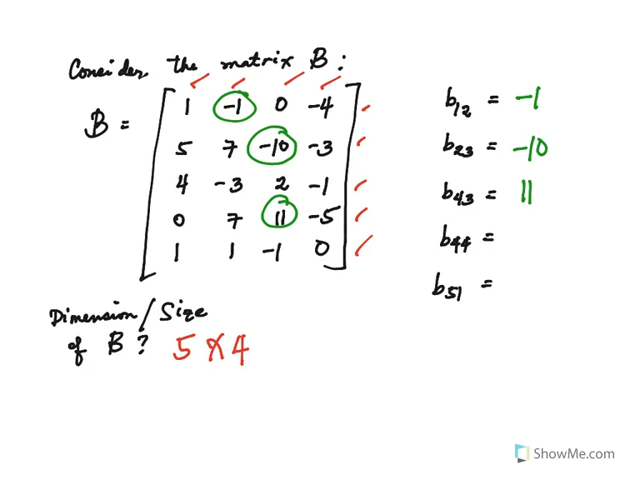 Consider the matrix B:
B =
1 -1 0 -4
5 7 -10 -3
4 -3 2 -1
0 7 11 -5
1 1 -1 0
b12 = -1
b23 = -10
b43 = 11
b44 =
b51 =
Dimension/Size
of B? 5 X 4
ShowMe.com